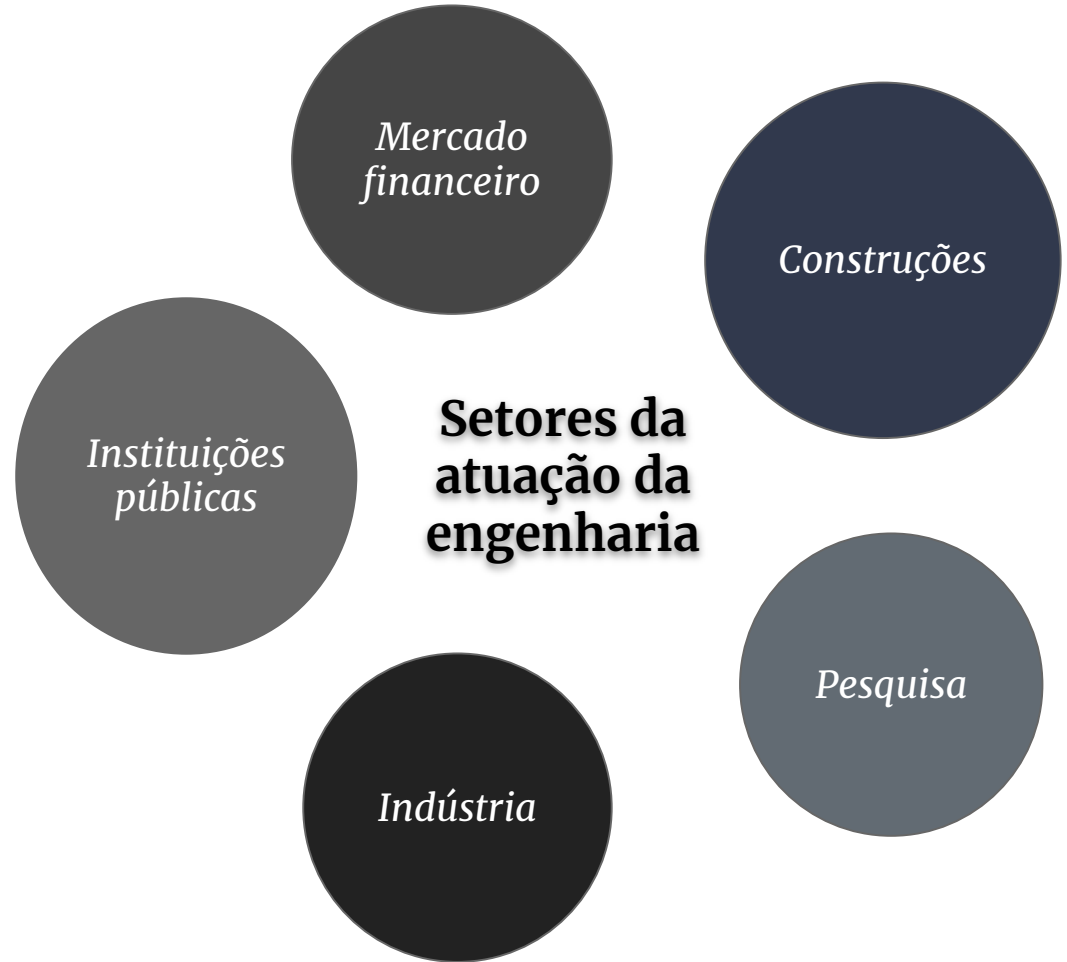 Mercado
financeiro
Construções
Instituições
públicas
Setores da
atuação da
engenharia
Pesquisa
Indústria